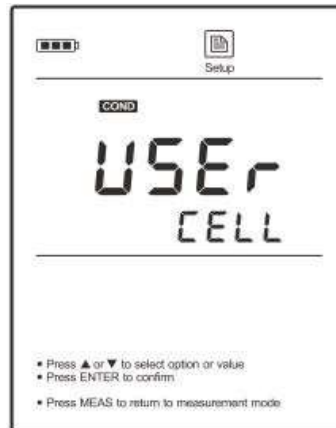 Setup
COND
USEr
CELL
• Press ▲ or ▼ to select option or value
• Press ENTER to confirm
• Press MEAS to return to measurement mode